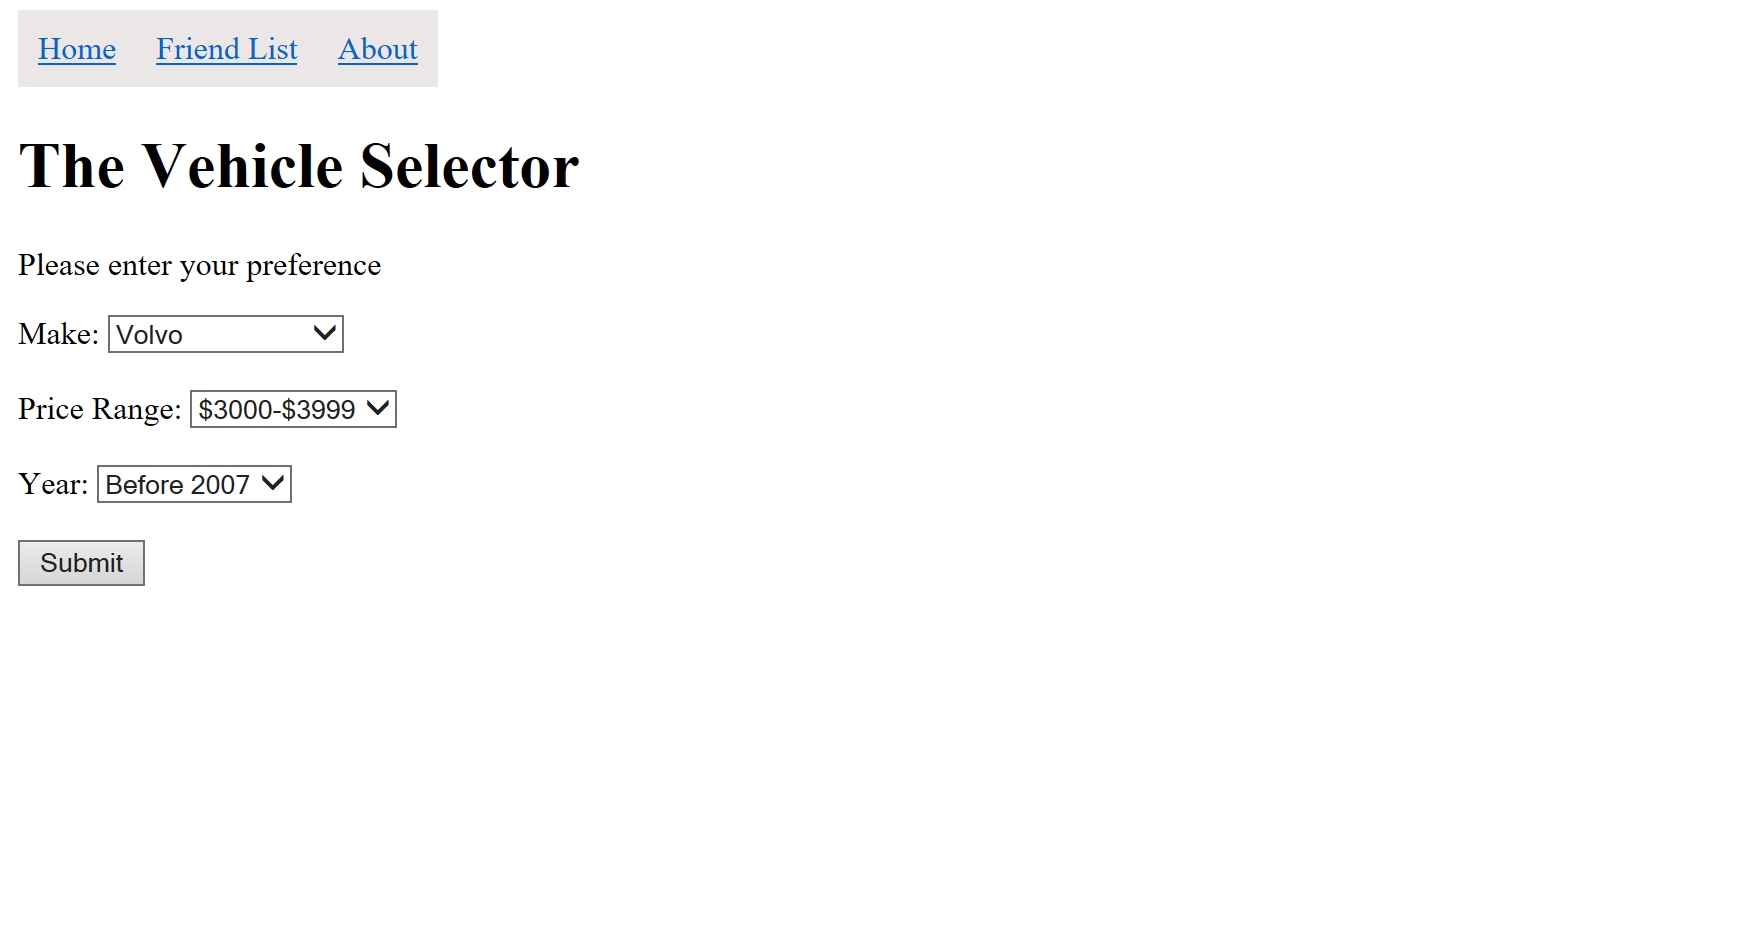 Home Friend List About
The Vehicle Selector
Please enter your preference
Make: Volvo
Price Range: $3000-$3999
Year: Before 2007
Submit